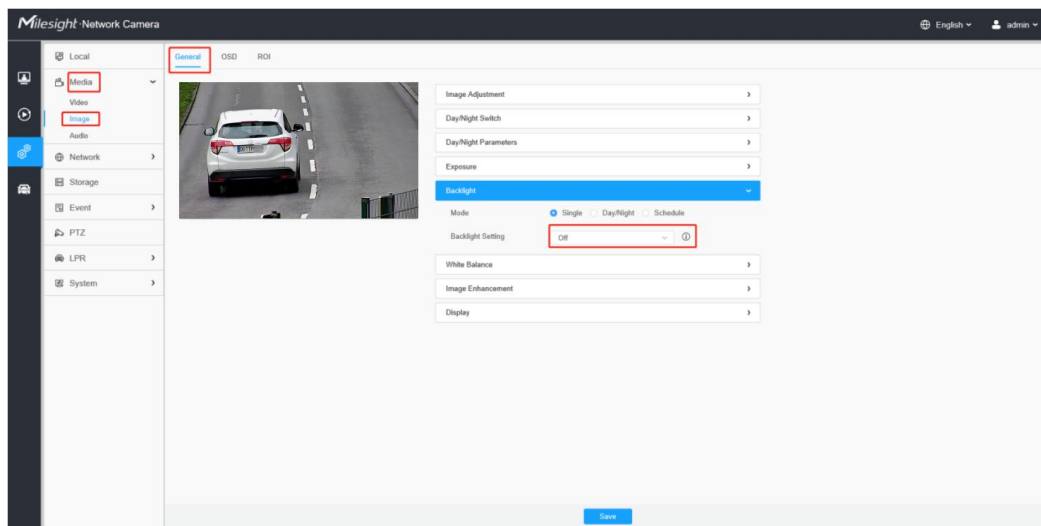 Milesight·Network Camera
English
admin
Local
Media
Video
Image
Audio
Network
Storage
Event
PTZ
LPR
System
General OSD ROI
Image Adjustment
Day/Night Switch
Day/Night Parameters
Exposure
Backlight
Mode Single Day/Night Schedule
Backlight Setting Off
White Balance
Image Enhancement
Display
Save